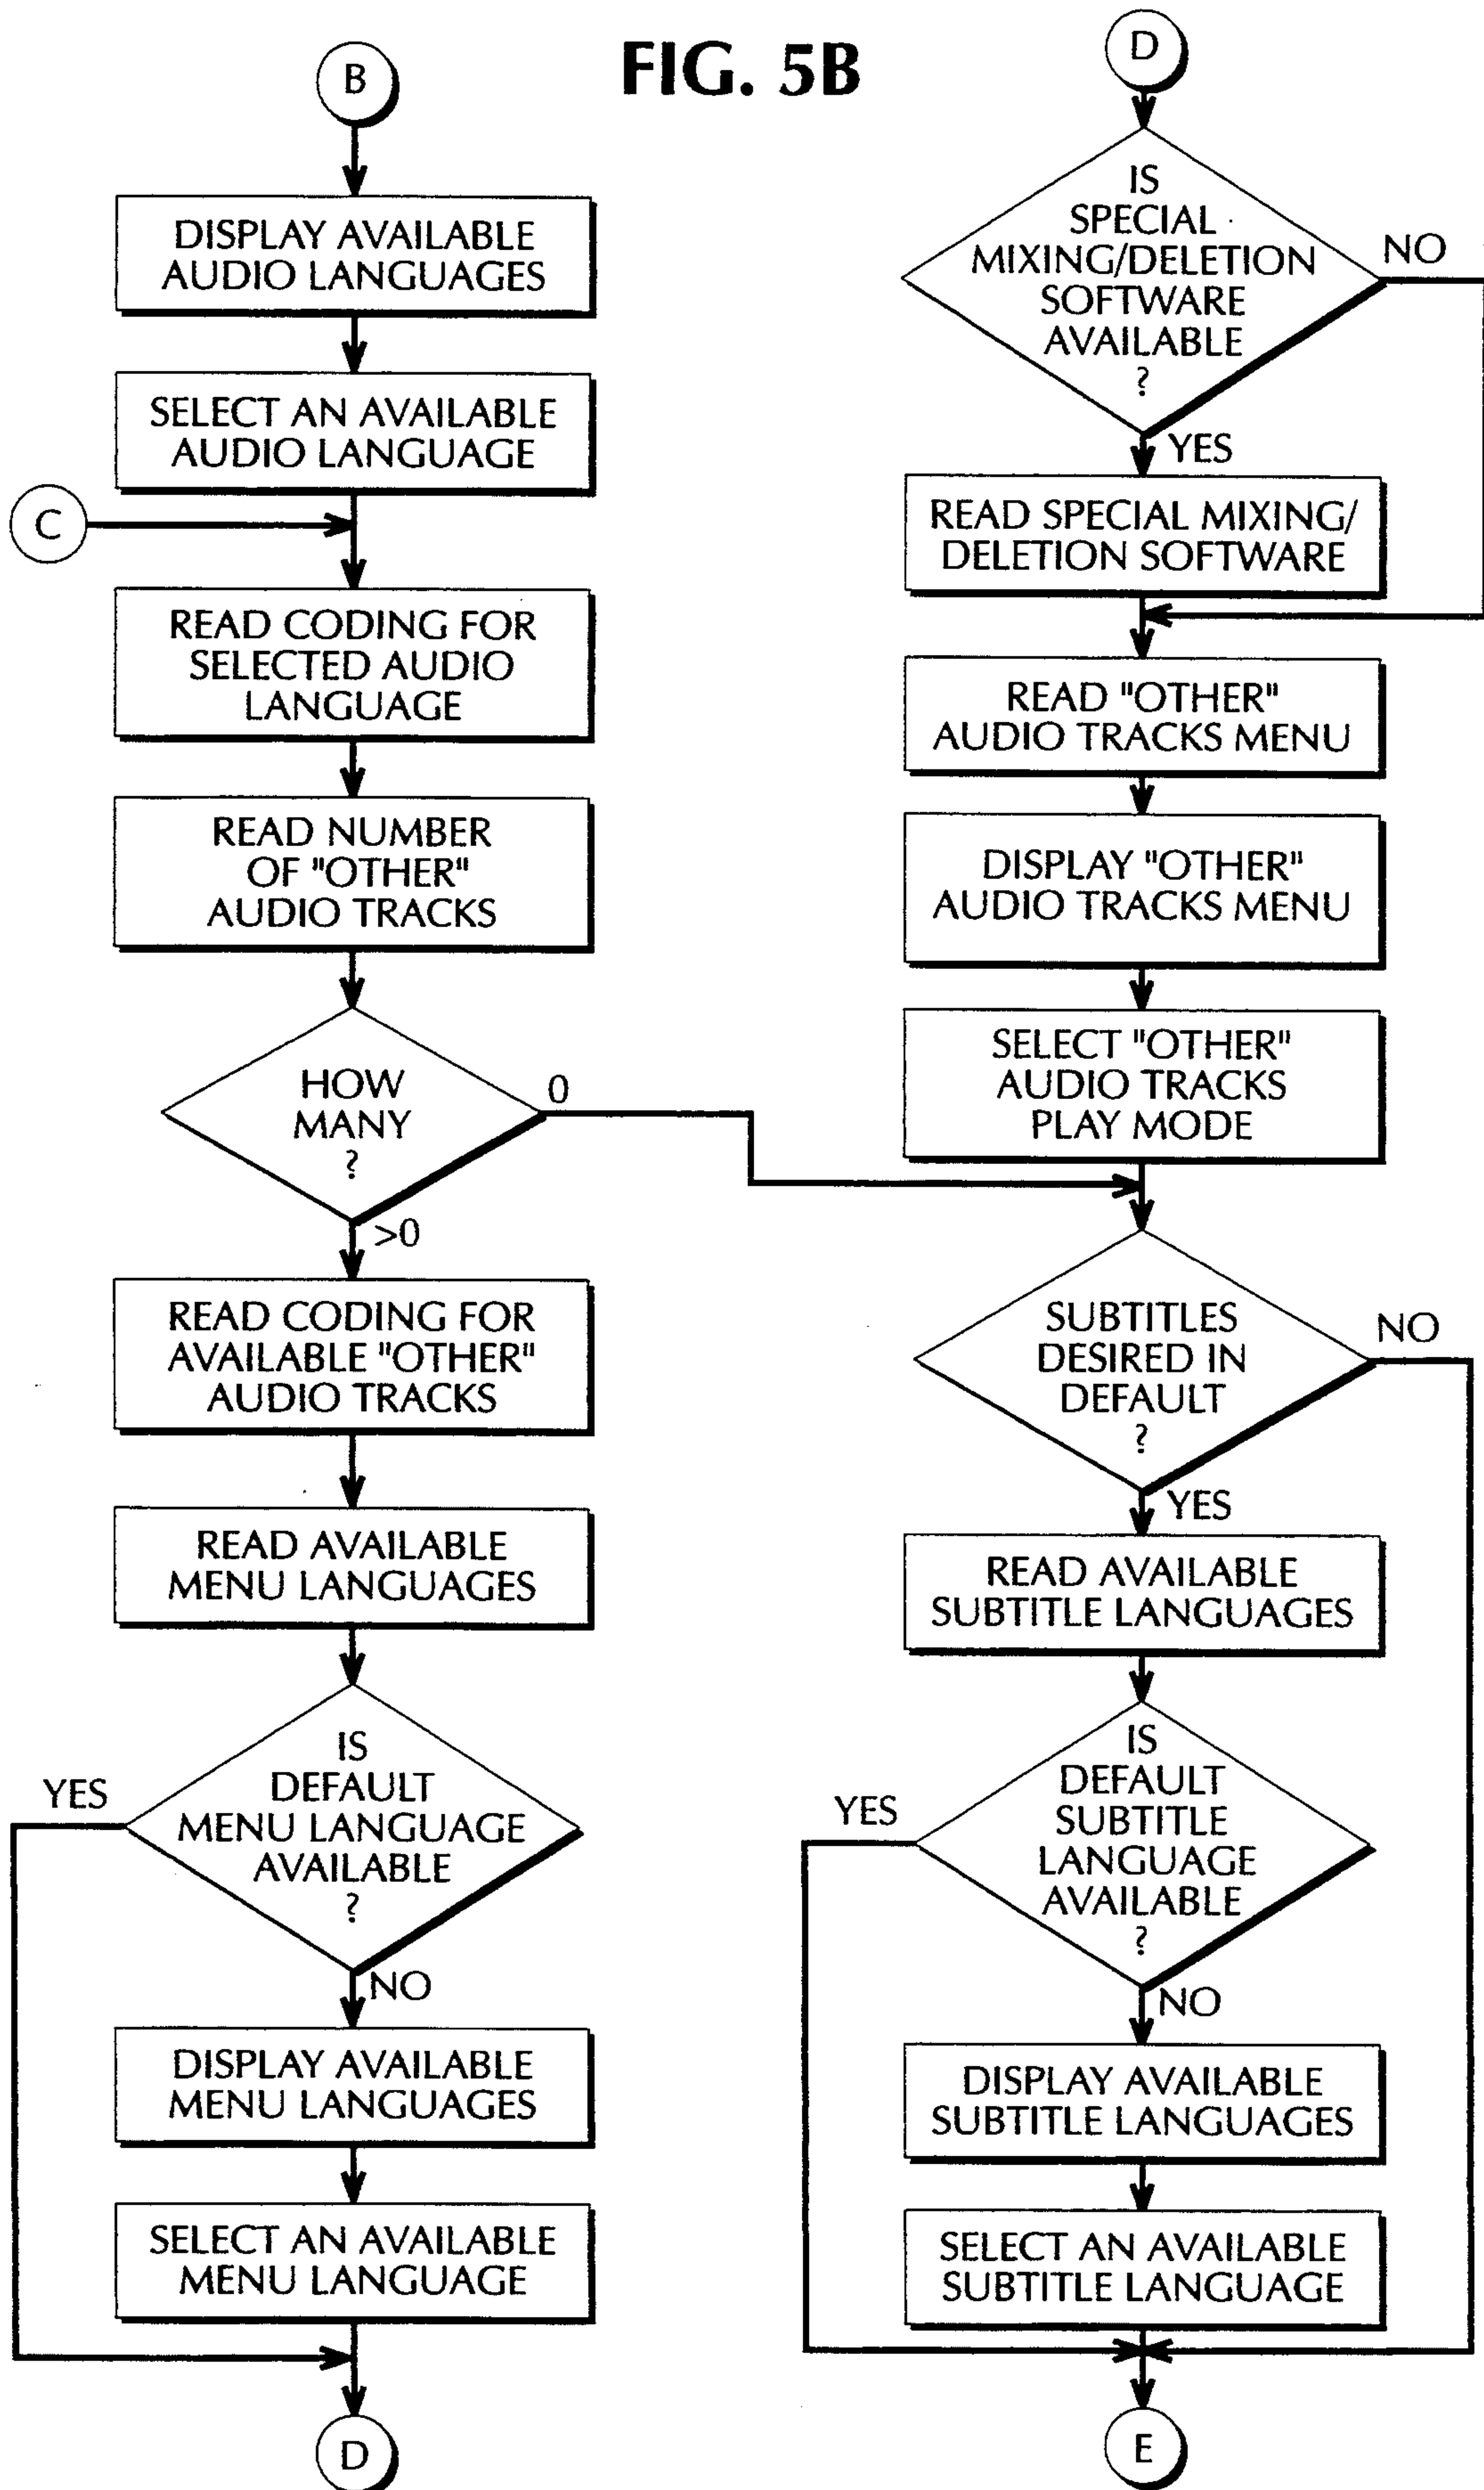 FIG. 5B
B
DISPLAY AVAILABLE
AUDIO LANGUAGES
SELECT AN AVAILABLE
AUDIO LANGUAGE
C
READ CODING FOR
SELECTED AUDIO
LANGUAGE
READ NUMBER
OF "OTHER"
AUDIO TRACKS
HOW
MANY
?
0
>0
READ CODING FOR
AVAILABLE "OTHER"
AUDIO TRACKS
READ AVAILABLE
MENU LANGUAGES
IS
DEFAULT
MENU LANGUAGE
AVAILABLE
?
YES
NO
DISPLAY AVAILABLE
MENU LANGUAGES
SELECT AN AVAILABLE
MENU LANGUAGE
D
D
IS
SPECIAL
MIXING/DELETION
SOFTWARE
AVAILABLE
?
NO
YES
READ SPECIAL MIXING/
DELETION SOFTWARE
READ "OTHER"
AUDIO TRACKS MENU
DISPLAY "OTHER"
AUDIO TRACKS MENU
SELECT "OTHER"
AUDIO TRACKS
PLAY MODE
SUBTITLES
DESIRED IN
DEFAULT
?
NO
YES
READ AVAILABLE
SUBTITLE LANGUAGES
IS
DEFAULT
SUBTITLE
LANGUAGE
AVAILABLE
?
YES
NO
DISPLAY AVAILABLE
SUBTITLE LANGUAGES
SELECT AN AVAILABLE
SUBTITLE LANGUAGE
E